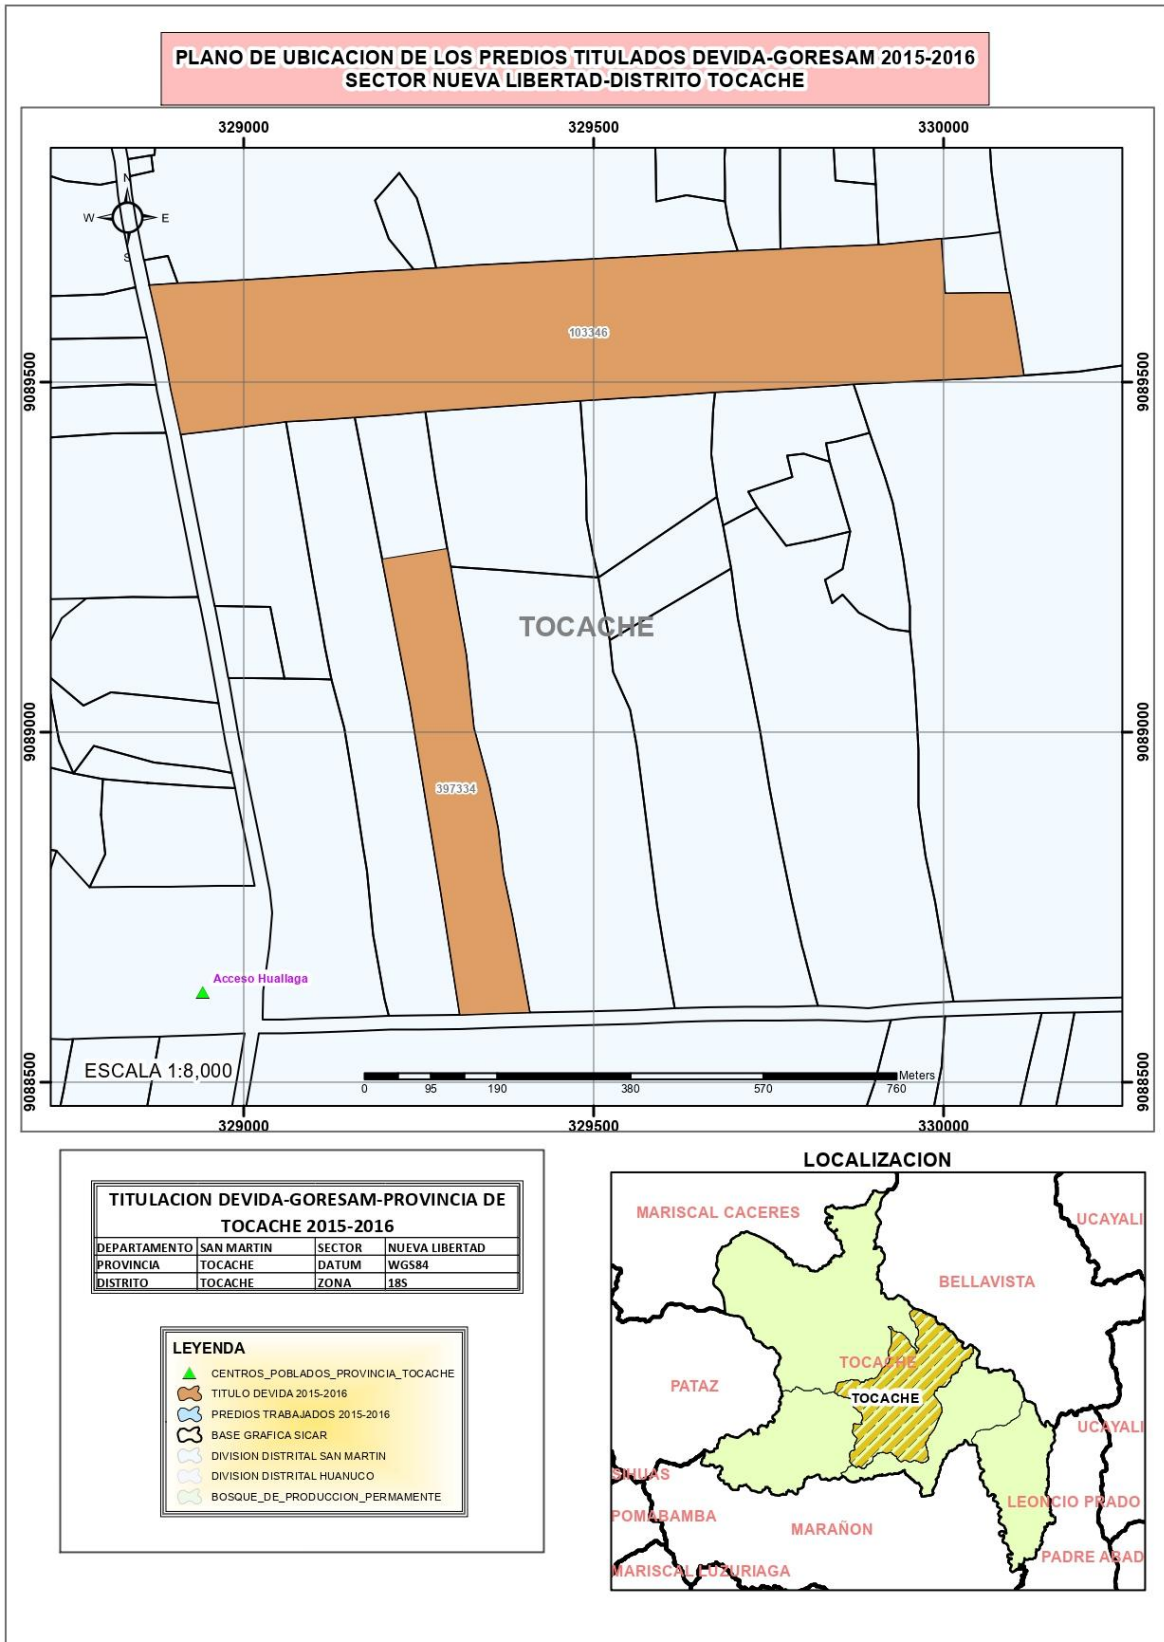 PLANO DE UBICACION DE LOS PREDIOS TITULADOS DEVIDA-GORESAM 2015-2016
SECTOR NUEVA LIBERTAD-DISTRITO TOCACHE
329000 329500 330000
N
W E
S
103346
9089500 9089500
TOCACHE
9089000 9089000
397334
Acceso Huallaga
ESCALA 1:8,000
Meters
0 95 190 380 570 760
9088500 9088500
329000 329500 330000
TITULACION DEVIDA-GORESAM-PROVINCIA DE
TOCACHE 2015-2016
DEPARTAMENTO SAN MARTIN SECTOR NUEVA LIBERTAD
PROVINCIA TOCACHE DATUM WGS84
DISTRITO TOCACHE ZONA 18S
LEYENDA
CENTROS_POBLADOS_PROVINCIA_TOCACHE
TITULO DEVIDA 2015-2016
PREDIOS TRABAJADOS 2015-2016
BASE GRAFICA SICAR
DIVISION DISTRITAL SAN MARTIN
DIVISION DISTRITAL HUANUCO
BOSQUE_DE_PRODUCCION_PERMAMENTE
LOCALIZACION
MARISCAL CACERES
UCAYALI
BELLAVISTA
TOCACHE
PATAZ
TOCACHE
UCAYALI
SIHUAS
LEONCIO PRADO
POMABAMBA
MARAÑON
PADRE ABAD
MARISCAL LUZURIAGA